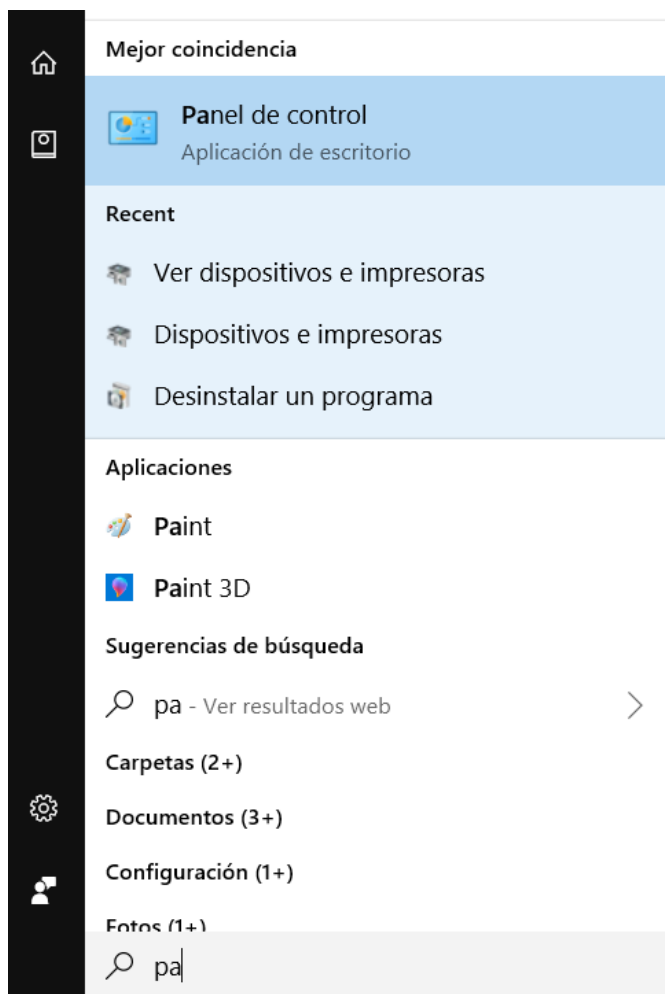 Mejor coincidencia
Panel de control
Aplicación de escritorio
Recent
Ver dispositivos e impresoras
Dispositivos e impresoras
Desinstalar un programa
Aplicaciones
Paint
Paint 3D
Sugerencias de búsqueda
pa - Ver resultados web
Carpetas (2+)
Documentos (3+)
Configuración (1+)
Fotos (1+)
pa